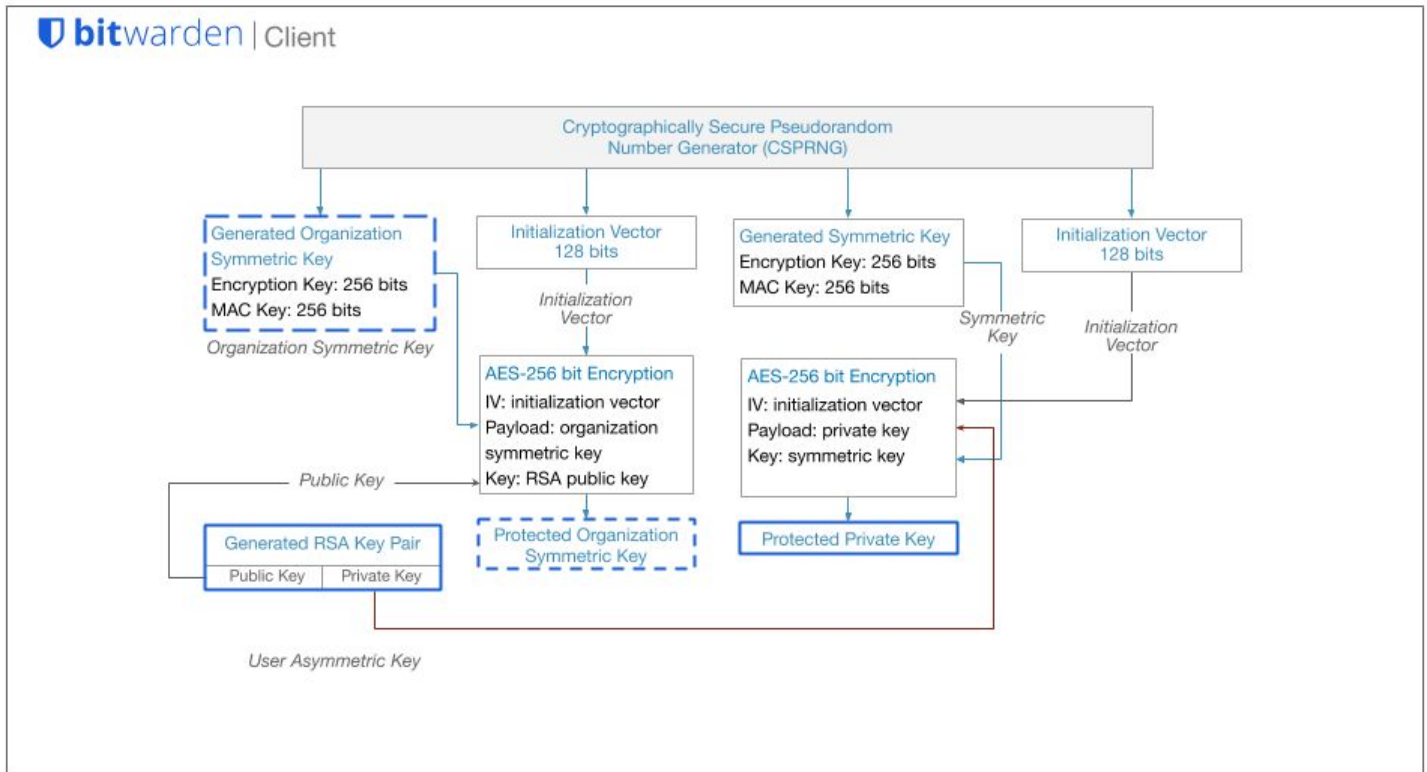 bitwarden | Client
Cryptographically Secure Pseudorandom
Number Generator (CSPRNG)
Generated Organization
Symmetric Key
Encryption Key: 256 bits
MAC Key: 256 bits
Organization Symmetric Key
Initialization Vector
128 bits
Initialization
Vector
Generated Symmetric Key
Encryption Key: 256 bits
MAC Key: 256 bits
Symmetric
Key
Initialization Vector
128 bits
Initialization
Vector
AES-256 bit Encryption
IV: initialization vector
Payload: organization
symmetric key
Key: RSA public key
AES-256 bit Encryption
IV: initialization vector
Payload: private key
Key: symmetric key
Public Key
Generated RSA Key Pair
Public Key
Private Key
Protected Organization
Symmetric Key
Protected Private Key
User Asymmetric Key